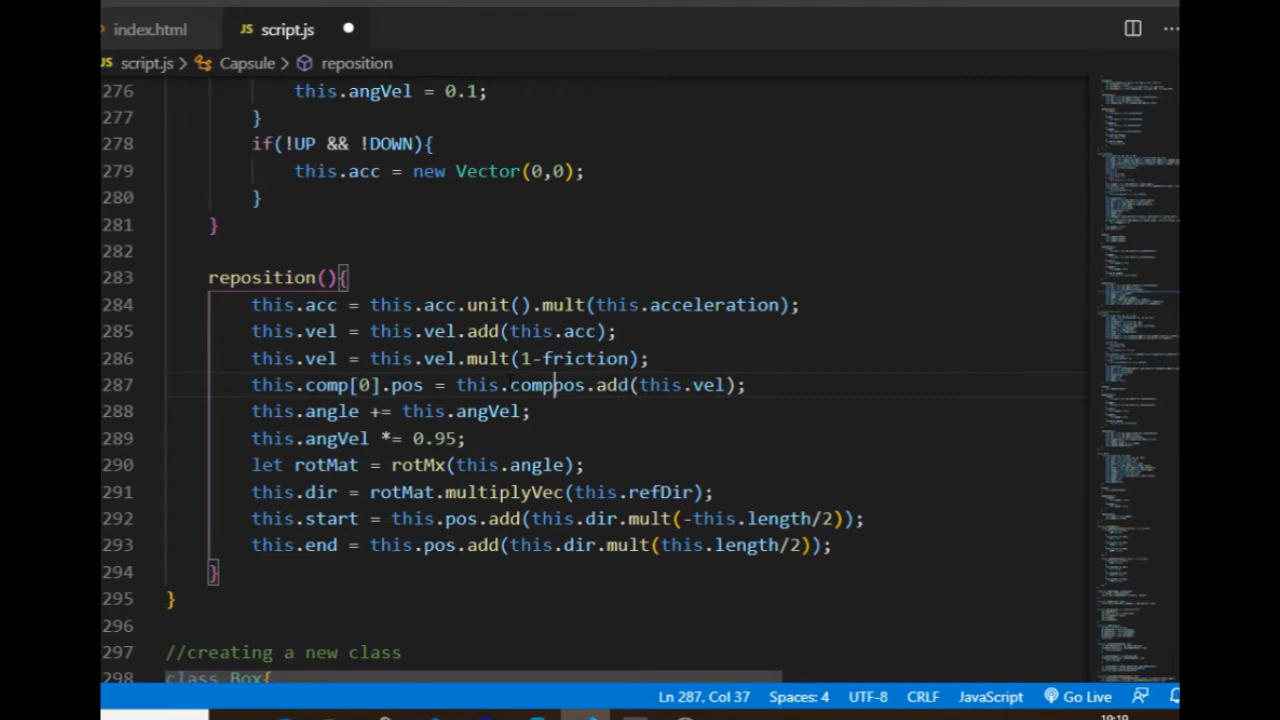 index.html
JS script.js
JS script.js > Capsule > reposition
276 this.angVel = 0.1;
277 }
278 if(!UP && !DOWN){
279 this.acc = new Vector(0,0);
280 }
281 }
282
283 reposition(){
284 this.acc = this.acc.unit().mult(this.acceleration);
285 this.vel = this.vel.add(this.acc);
286 this.vel = this.vel.mult(1-friction);
287 this.comp[0].pos = this.comppos.add(this.vel);
288 this.angle += this.angVel;
289 this.angVel *= 0.95;
290 let rotMat = rotMx(this.angle);
291 this.dir = rotMat.multiplyVec(this.refDir);
292 this.start = this.pos.add(this.dir.mult(-this.length/2));
293 this.end = this.pos.add(this.dir.mult(this.length/2));
294 }
295 }
296
297 //creating a new class
298 class Box{
Ln 287, Col 37 Spaces: 4 UTF-8 CRLF JavaScript Go Live
19:19